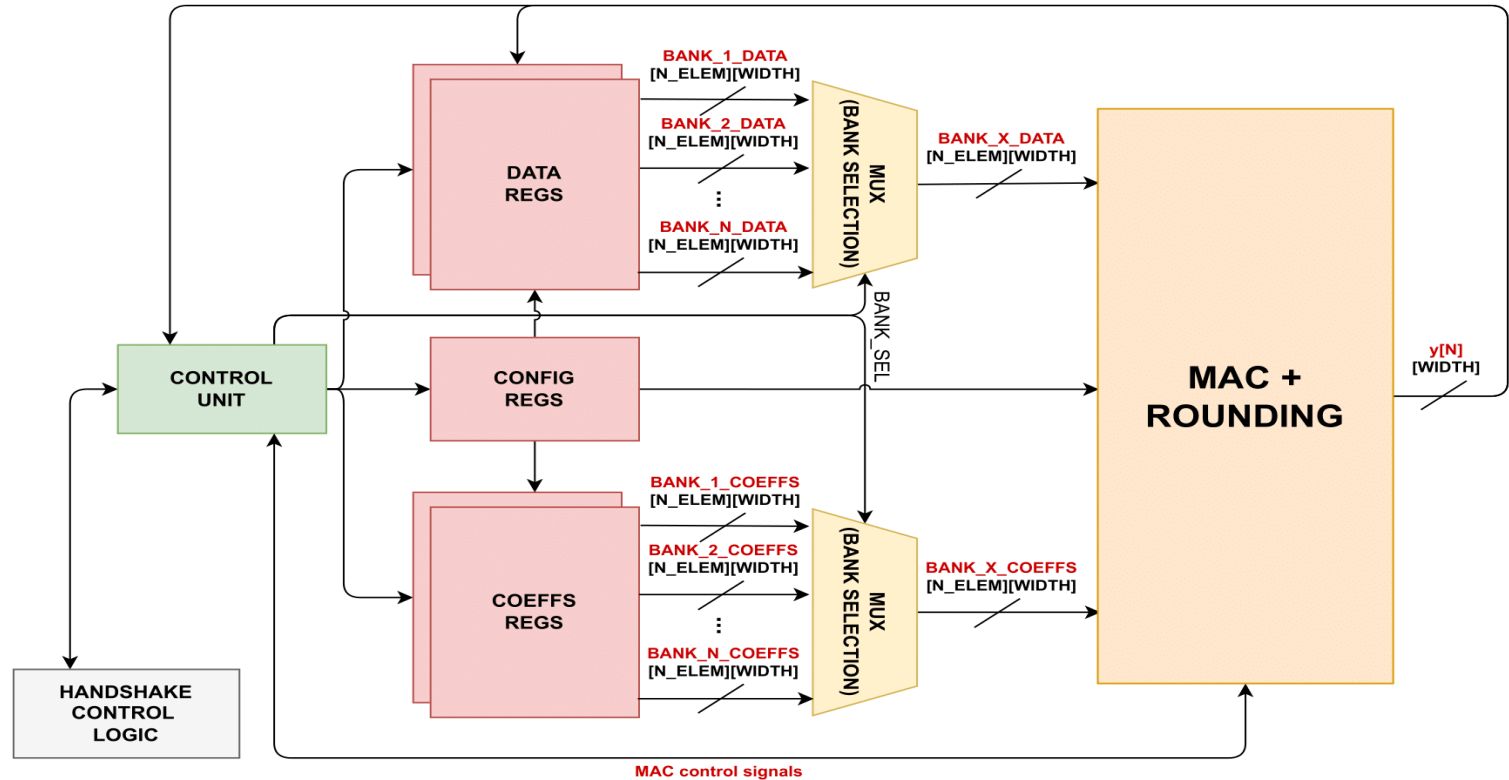 BANK_1_DATA
[N_ELEM][WIDTH]
BANK_2_DATA
[N_ELEM][WIDTH]
...
BANK_N_DATA
[N_ELEM][WIDTH]
DATA
REGS
MUX
(BANK SELECTION)
BANK_X_DATA
[N_ELEM][WIDTH]
BANK_SEL
CONTROL
UNIT
CONFIG
REGS
MAC +
ROUNDING
y[N]
[WIDTH]
BANK_1_COEFFS
[N_ELEM][WIDTH]
BANK_2_COEFFS
[N_ELEM][WIDTH]
...
BANK_N_COEFFS
[N_ELEM][WIDTH]
COEFFS
REGS
MUX
(BANK SELECTION)
BANK_X_COEFFS
[N_ELEM][WIDTH]
HANDSHAKE
CONTROL
LOGIC
MAC control signals